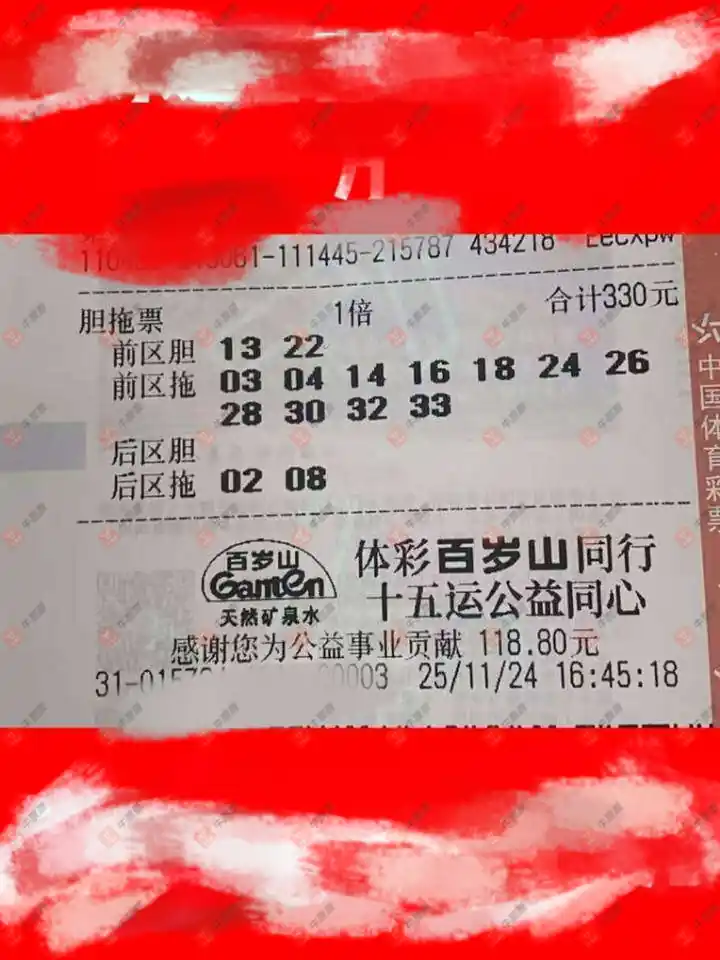 -111445-215787 434218
胆拖票 1倍 合计330元
前区胆 13 22
前区拖 03 04 14 16 18 24 26
28 30 32 33
后区胆
后区拖 02 08
百岁山
Ganten
天然矿泉水
体彩百岁山同行
十五运公益同心
感谢您为公益事业贡献 118.80元
0003 25/11/24 16:45:18
中国体育彩票